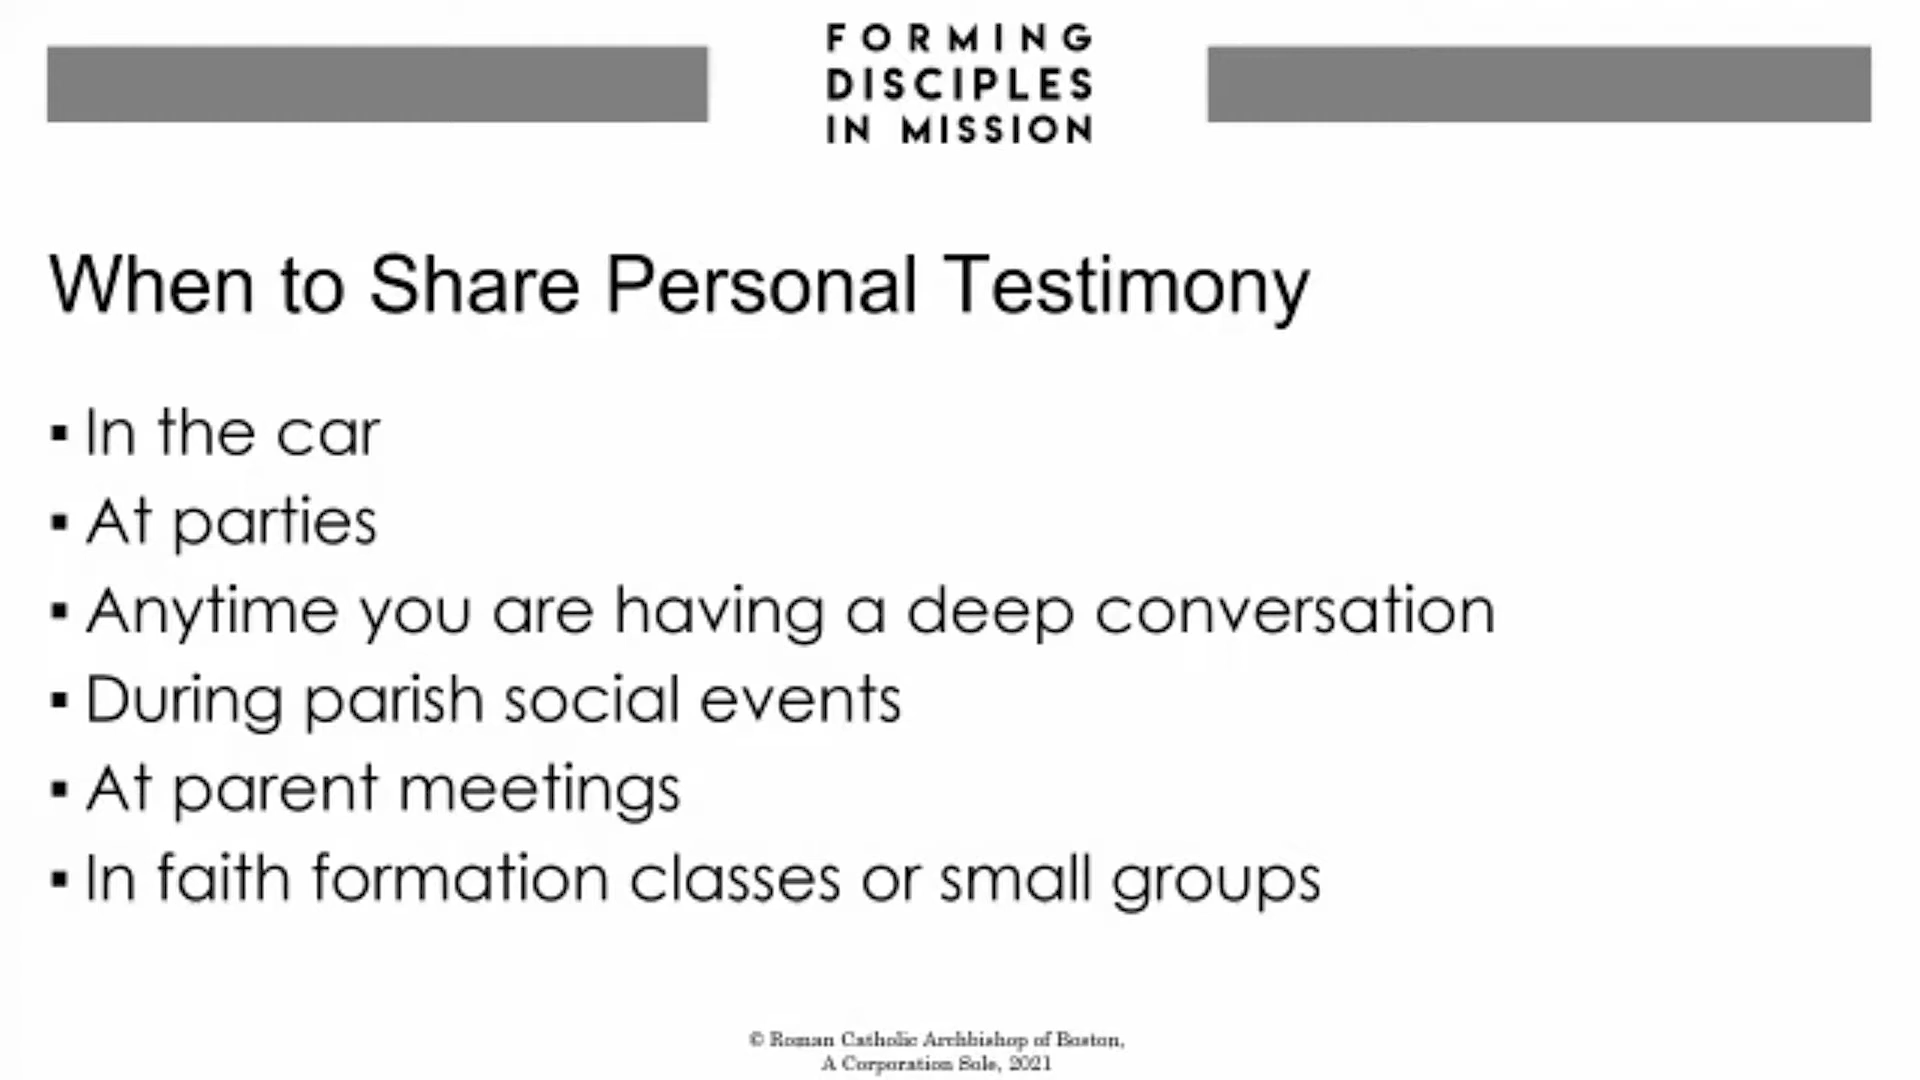 FORMING
DISCIPLES
IN MISSION
When to Share Personal Testimony
▪ In the car
▪ At parties
▪ Anytime you are having a deep conversation
▪ During parish social events
▪ At parent meetings
▪ In faith formation classes or small groups
© Roman Catholic Archbishop of Boston,
A Corporation Sole, 2021